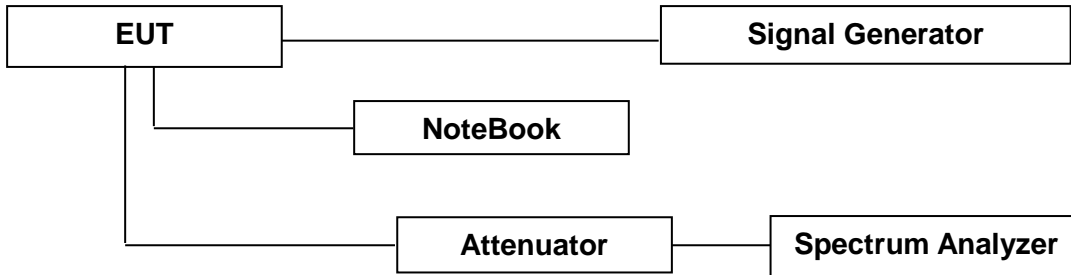 EUT
Signal Generator
NoteBook
Attenuator
Spectrum Analyzer